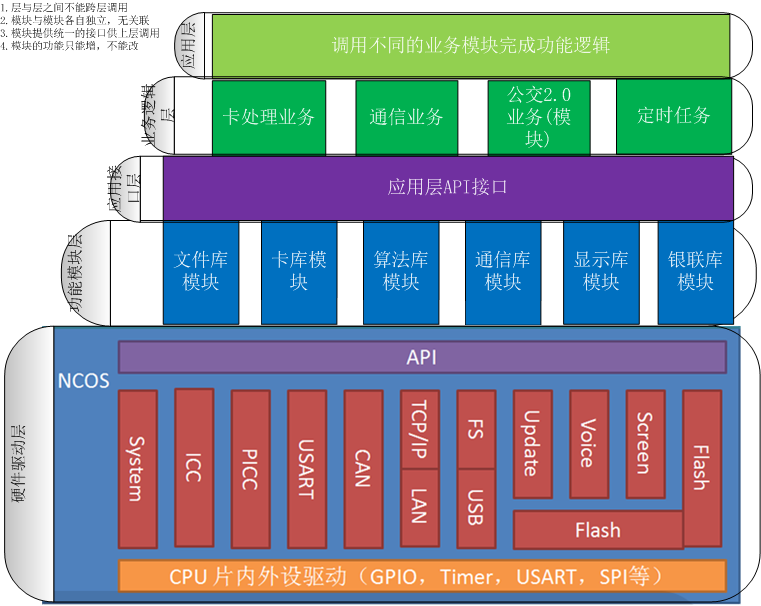 1.层与层之间不能跨层调用
2.模块与模块各自独立，无关联
3.模块提供统一的接口供上层调用
4.模块的功能只能增，不能改
应用层
调用不同的业务模块完成功能逻辑
业务逻辑
层
卡处理业务
通信业务
公交2.0
业务(模
块)
定时任务
应用接
口层
应用层API接口
功能模块层
文件库
模块
卡库模
块
算法库
模块
通信库
模块
显示库
模块
银联库
模块
硬件驱动层
NCOS
API
System
ICC
PICC
USART
CAN
TCP/IP
LAN
FS
USB
Update
Voice
Screen
Flash
Flash
CPU 片内外设驱动（GPIO，Timer，USART，SPI等）